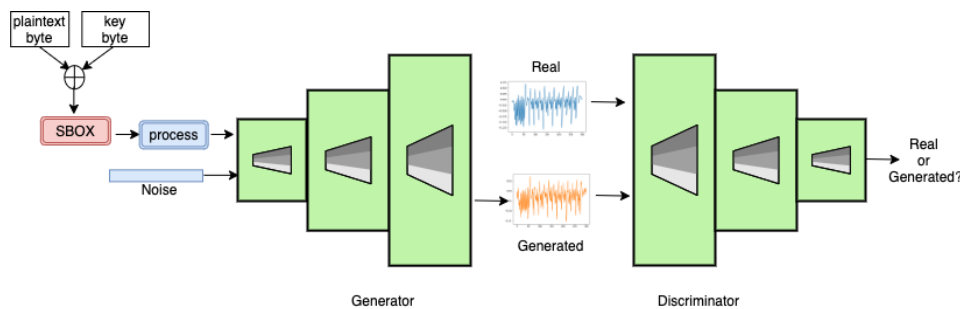 plaintext
byte
key
byte
SBOX
process
Noise
Real
Generated
Real
or
Generated?
Generator
Discriminator